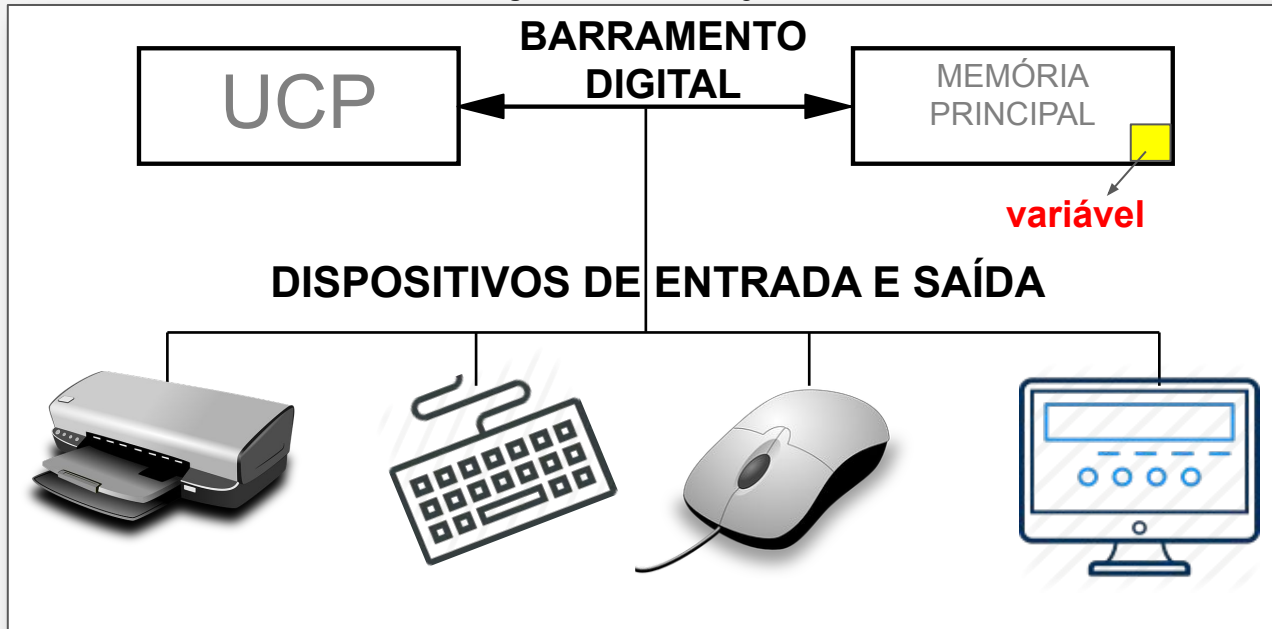 BARRAMENTO
DIGITAL
UCP
MEMÓRIA
PRINCIPAL
variável
DISPOSITIVOS DE ENTRADA E SAÍDA